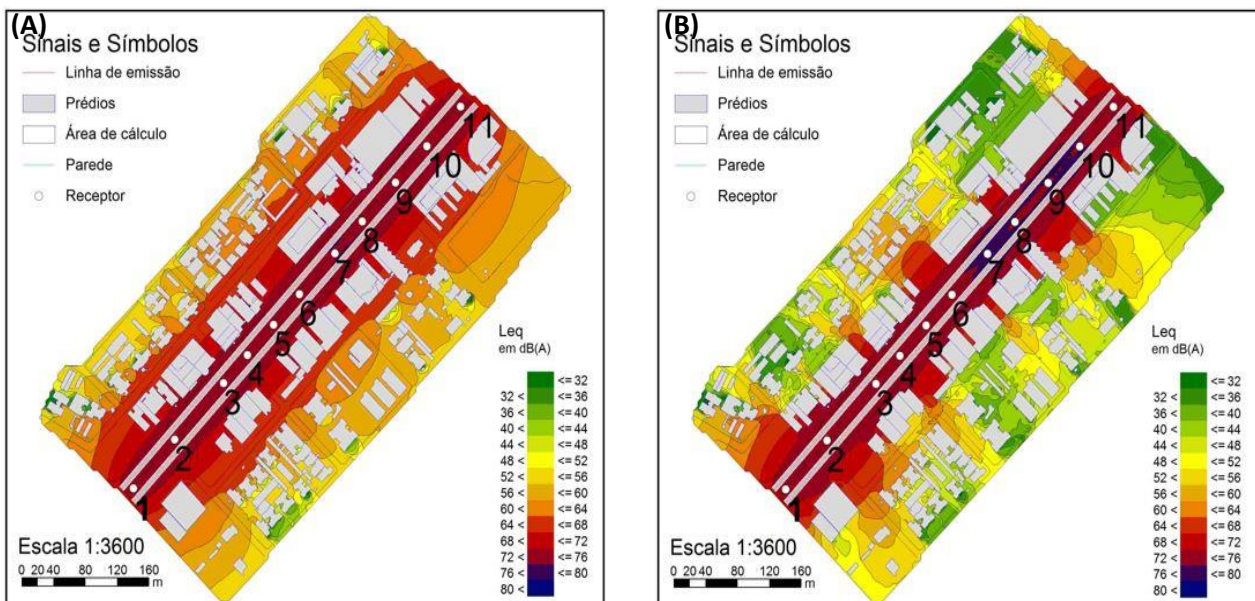 (A)
Sinais e Símbolos
Linha de emissão
Prédios
Área de cálculo
Parede
Receptor
11
10
9
8
7
6
5
4
3
2
1
Leq
em dB(A)
<= 32
32 < <= 36
36 < <= 40
40 < <= 44
44 < <= 48
48 < <= 52
52 < <= 56
56 < <= 60
60 < <= 64
64 < <= 68
68 < <= 72
72 < <= 76
76 < <= 80
80 <
Escala 1:3600
0 20 40 80 120 160
m
(B)
Sinais e Símbolos
Linha de emissão
Prédios
Área de cálculo
Parede
Receptor
11
10
9
8
7
6
5
4
3
2
1
Leq
em dB(A)
<= 32
32 < <= 36
36 < <= 40
40 < <= 44
44 < <= 48
48 < <= 52
52 < <= 56
56 < <= 60
60 < <= 64
64 < <= 68
68 < <= 72
72 < <= 76
76 < <= 80
80 <
Escala 1:3600
0 20 40 80 120 160
m